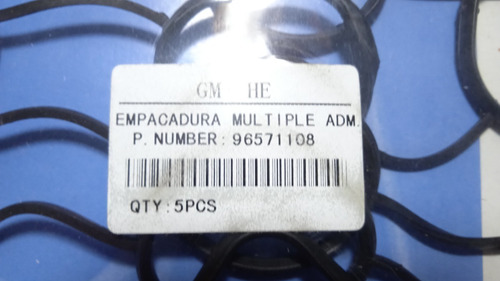 GM HE
EMPACADURA MULTIPLE ADM.
P. NUMBER: 96571108
QTY: 5PCS